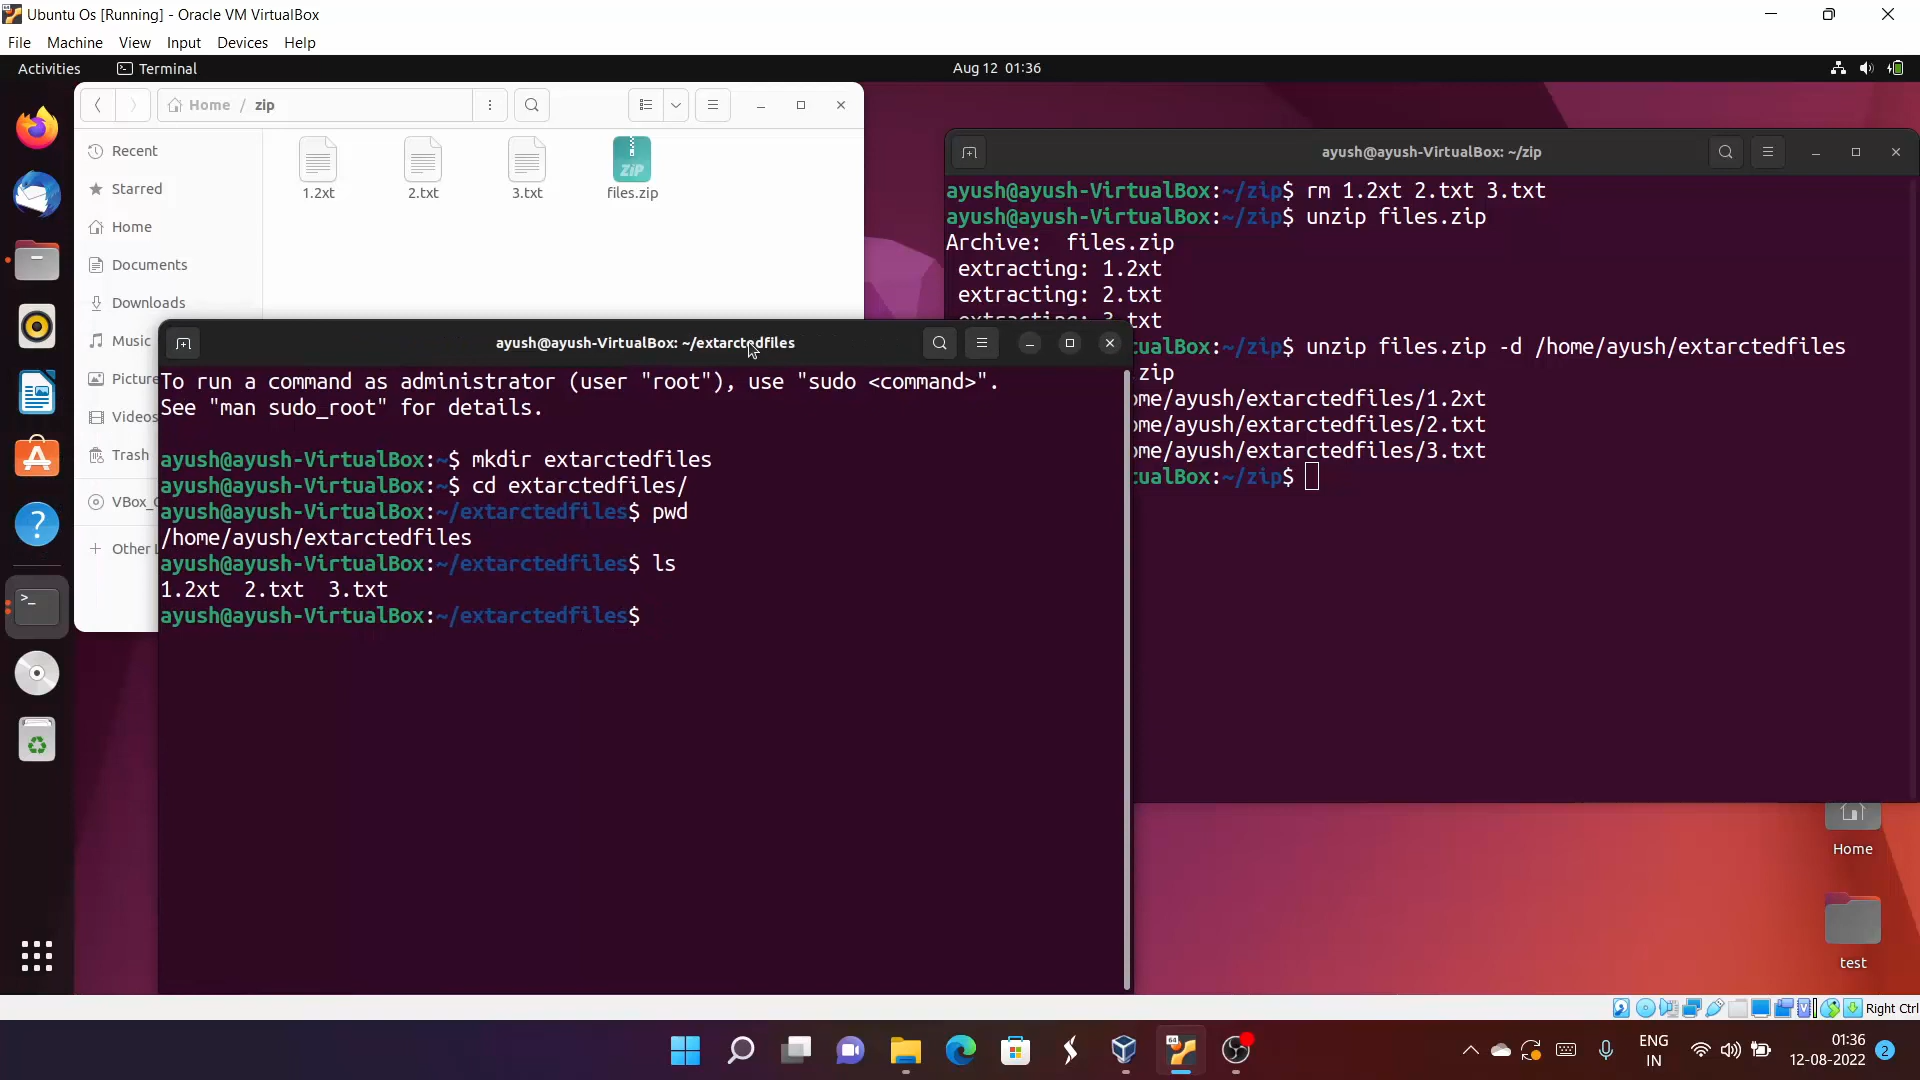 Ubuntu Os [Running] - Oracle VM VirtualBox
File Machine View Input Devices Help
Activities Terminal Aug 12 01:36
Home / zip
Recent
Starred
Home
Documents
Downloads
Music
Picture
Videos
Trash
VBox_
Other
1.2xt 2.txt 3.txt files.zip
ZIP
ayush@ayush-VirtualBox: ~/zip
ayush@ayush-VirtualBox:~/zip$ rm 1.2xt 2.txt 3.txt
ayush@ayush-VirtualBox:~/zip$ unzip files.zip
Archive:  files.zip
extracting: 1.2xt
extracting: 2.txt
extracting: 3.txt
ualBox:~/zip$ unzip files.zip -d /home/ayush/extarctedfiles
.zip
me/ayush/extarctedfiles/1.2xt
me/ayush/extarctedfiles/2.txt
me/ayush/extarctedfiles/3.txt
ualBox:~/zip$
ayush@ayush-VirtualBox: ~/extarctedfiles
To run a command as administrator (user "root"), use "sudo <command>".
See "man sudo_root" for details.
ayush@ayush-VirtualBox:~$ mkdir extarctedfiles
ayush@ayush-VirtualBox:~$ cd extarctedfiles/
ayush@ayush-VirtualBox:~/extarctedfiles$ pwd
/home/ayush/extarctedfiles
ayush@ayush-VirtualBox:~/extarctedfiles$ ls
1.2xt  2.txt  3.txt
ayush@ayush-VirtualBox:~/extarctedfiles$
Home
test
Right Ctrl
64
ENG
IN
01:36
12-08-2022
2